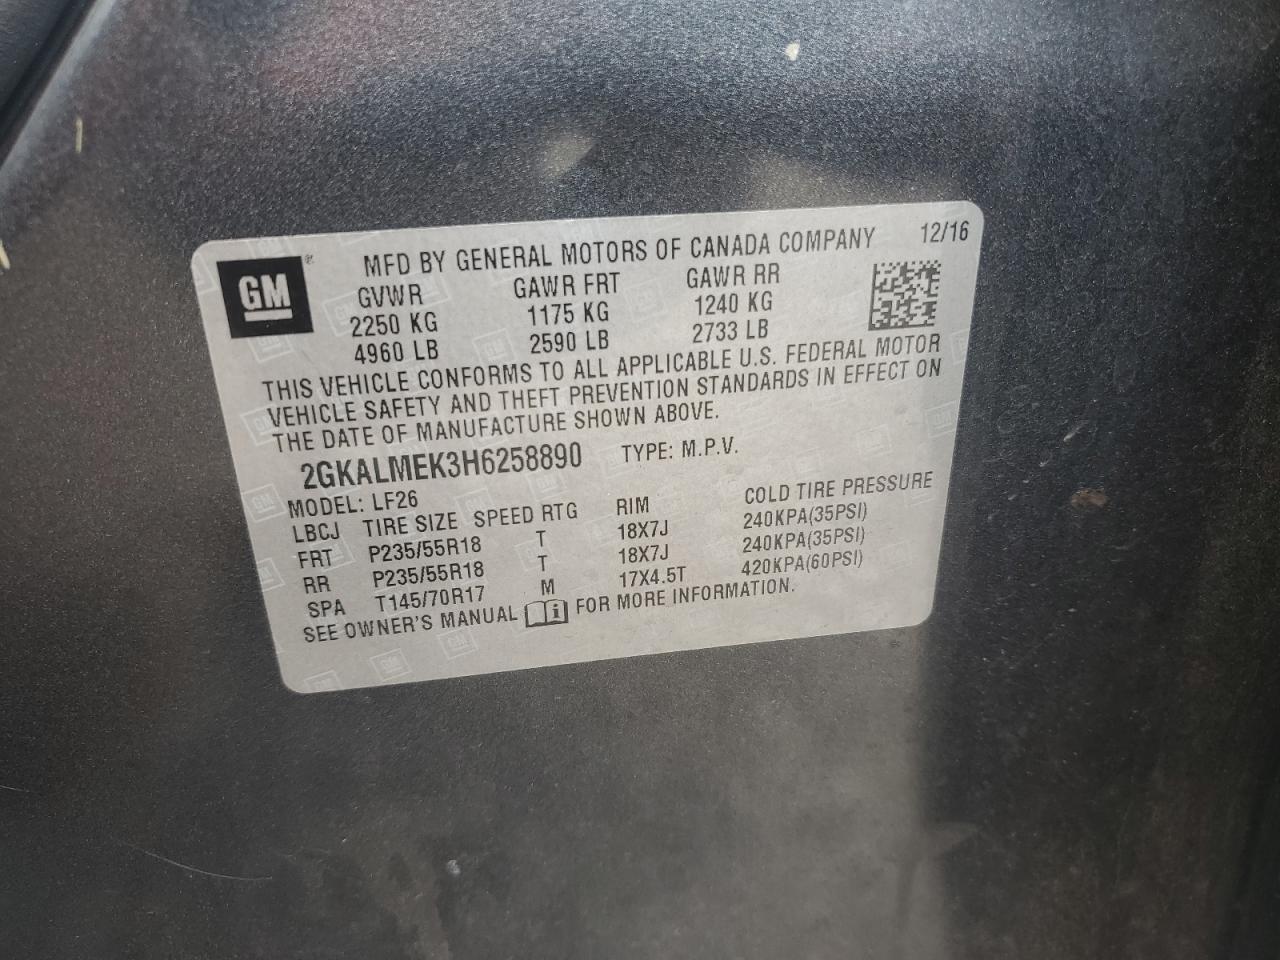 GM®
MFD BY GENERAL MOTORS OF CANADA COMPANY 12/16
GVWR GAWR FRT GAWR RR
2250 KG 1175 KG 1240 KG
4960 LB 2590 LB 2733 LB
THIS VEHICLE CONFORMS TO ALL APPLICABLE U.S. FEDERAL MOTOR
VEHICLE SAFETY AND THEFT PREVENTION STANDARDS IN EFFECT ON
THE DATE OF MANUFACTURE SHOWN ABOVE.
2GKALMEK3H6258890 TYPE: M.P.V.
MODEL: LF26
LBCJ TIRE SIZE SPEED RTG RIM COLD TIRE PRESSURE
FRT P235/55R18 T 18X7J 240KPA(35PSI)
RR P235/55R18 T 18X7J 240KPA(35PSI)
SPA T145/70R17 M 17X4.5T 420KPA(60PSI)
SEE OWNER'S MANUAL i FOR MORE INFORMATION.